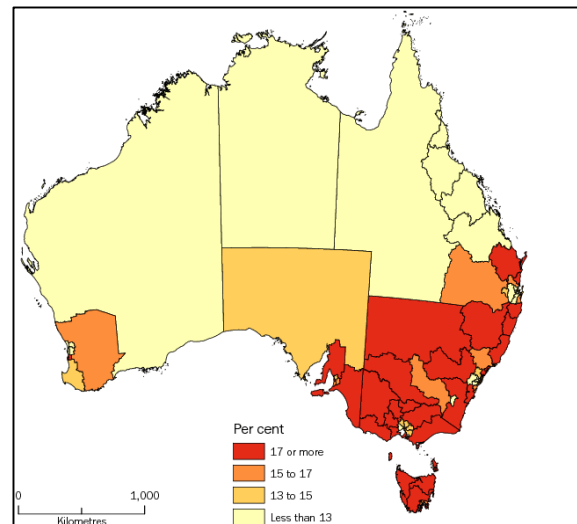 Per cent
17 or more
15 to 17
13 to 15
Less than 13
0 1,000
Kilometres